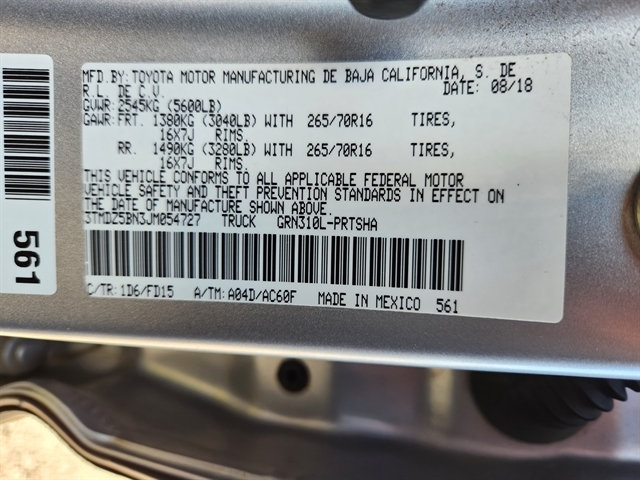 MFD.BY:TOYOTA MOTOR MANUFACTURING DE BAJA CALIFORNIA, S. DE
R.L. DE C.V. DATE: 08/18
GVWR: 2545KG (5600LB)
GAWR: FRT. 1380KG (3040LB) WITH 265/70R16 TIRES,
16X7J RIMS.
RR. 1490KG (3280LB) WITH 265/70R16 TIRES,
16X7J RIMS.
THIS VEHICLE CONFORMS TO ALL APPLICABLE FEDERAL MOTOR
VEHICLE SAFETY AND THEFT PREVENTION STANDARDS IN EFFECT ON
THE DATE OF MANUFACTURE SHOWN ABOVE.
3TMDZ5BN3JM054727 TRUCK GRN310L-PRTSHA
C/TR:1D6/FD15 A/TM: A04D/AC60F MADE IN MEXICO 561
561